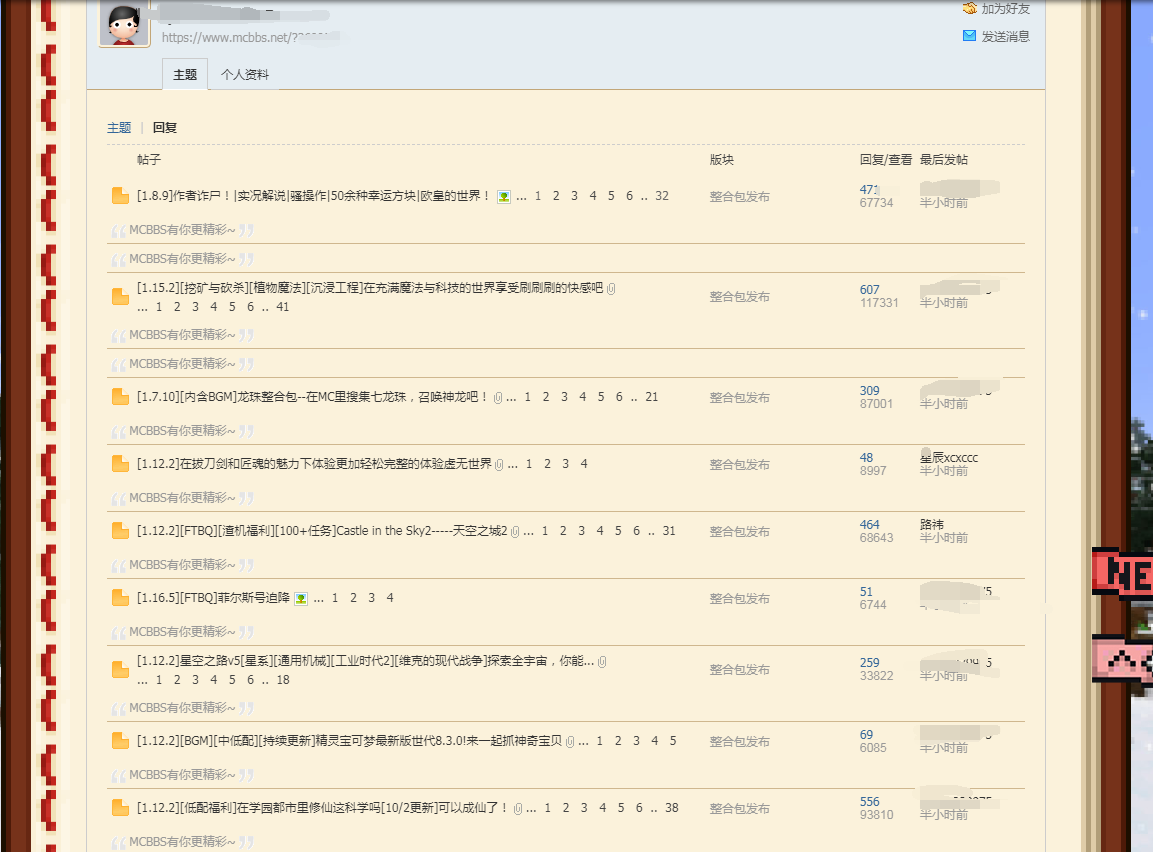 加为好友
https://www.mcbbs.net/?
发送消息
主题 个人资料
主题 | 回复
帖子 版块 回复/查看 最后发帖
[1.8.9]作者诈尸！|实况解说|骚操作|50余种幸运方块|欧皇的世界！ ... 1 2 3 4 5 6 .. 32 整合包发布 471
67734 半小时前
MCBBS有你更精彩~
MCBBS有你更精彩~
[1.15.2][挖矿与砍杀][植物魔法][沉浸工程]在充满魔法与科技的世界享受刷刷刷的快感吧
... 1 2 3 4 5 6 .. 41 整合包发布 607
117331 半小时前
MCBBS有你更精彩~
MCBBS有你更精彩~
[1.7.10][内含BGM]龙珠整合包--在MC里搜集七龙珠，召唤神龙吧！ ... 1 2 3 4 5 6 .. 21 整合包发布 309
87001 半小时前
MCBBS有你更精彩~
[1.12.2]在拔刀剑和匠魂的魅力下体验更加轻松完整的体验虚无世界 ... 1 2 3 4 整合包发布 48 星辰xcxccc
8997 半小时前
MCBBS有你更精彩~
[1.12.2][FTBQ][渣机福利][100+任务]Castle in the Sky2-----天空之城2 ... 1 2 3 4 5 6 .. 31 整合包发布 464 路祎
68643 半小时前
MCBBS有你更精彩~
[1.16.5][FTBQ]菲尔斯号迫降 ... 1 2 3 4 整合包发布 51
6744
MCBBS有你更精彩~
[1.12.2]星空之路v5[星系][通用机械][工业时代2][维克的现代战争]探索全宇宙，你能...
... 1 2 3 4 5 6 .. 18 整合包发布 259
33822 半小时前
MCBBS有你更精彩~
[1.12.2][BGM][中低配][持续更新]精灵宝可梦最新版世代8.3.0!来一起抓神奇宝贝 ... 1 2 3 4 5 整合包发布 69
6085 半小时前
MCBBS有你更精彩~
[1.12.2][低配福利]在学园都市里修仙这科学吗[10/2更新]可以成仙了！ ... 1 2 3 4 5 6 .. 38 整合包发布 556
93810 半小时前
MCBBS有你更精彩~
NE